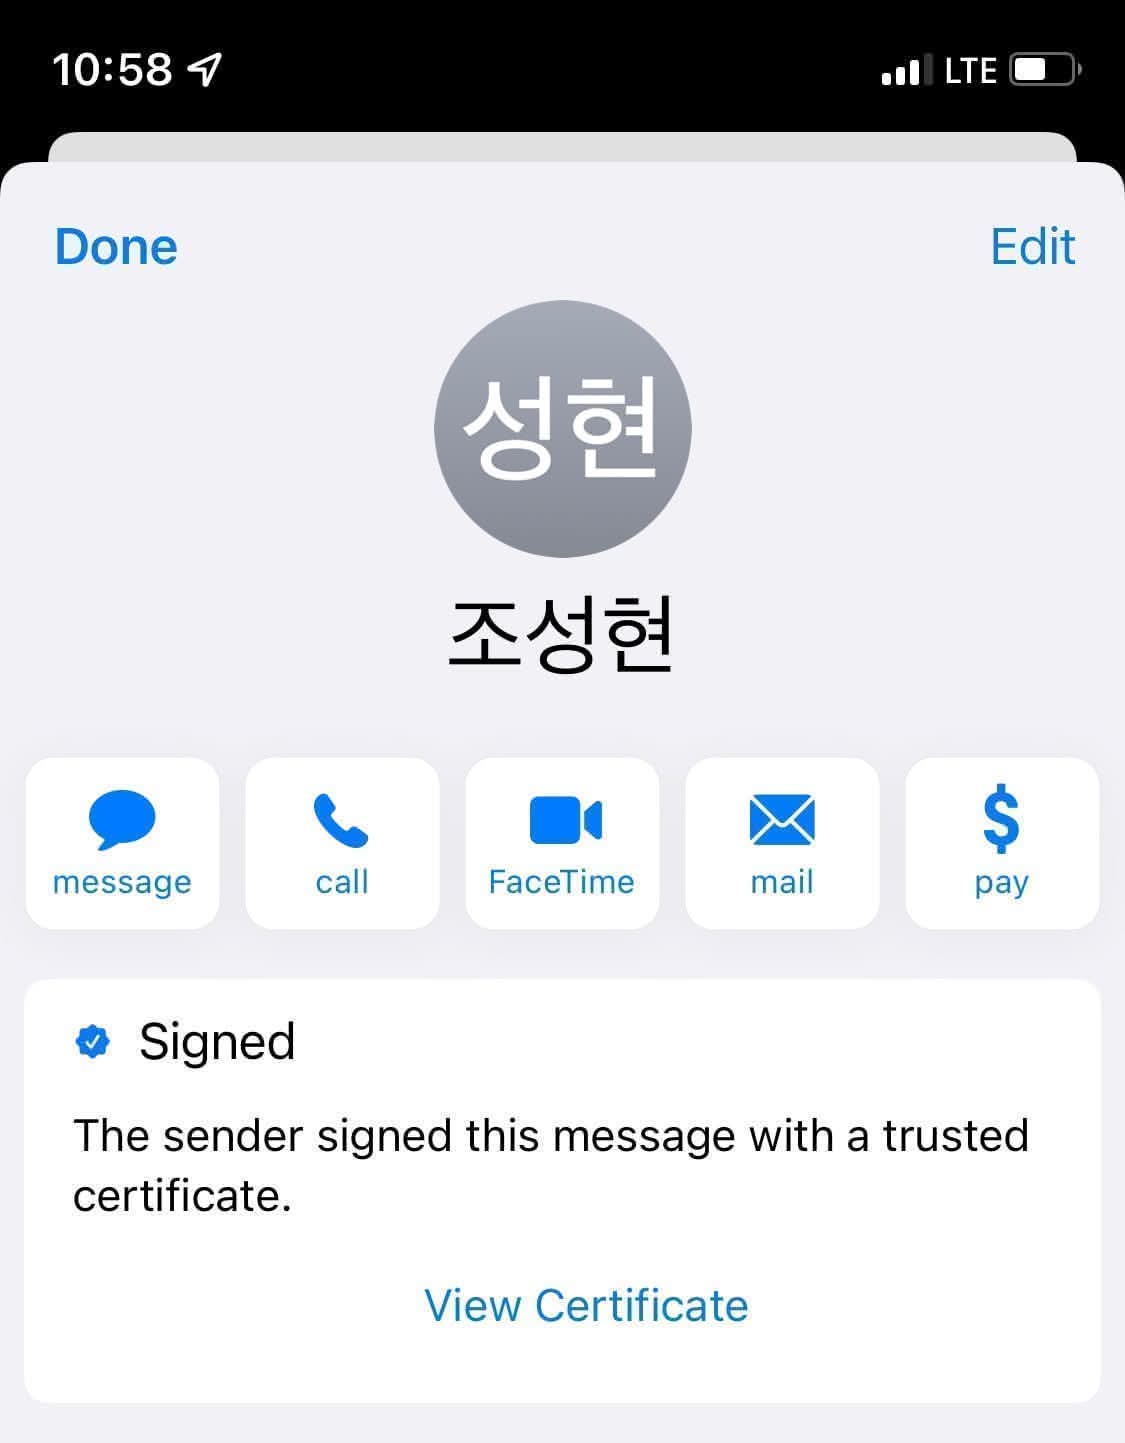 10:58 LTE
Done Edit
성현
조성현
message call FaceTime mail pay
Signed
The sender signed this message with a trusted
certificate.
View Certificate